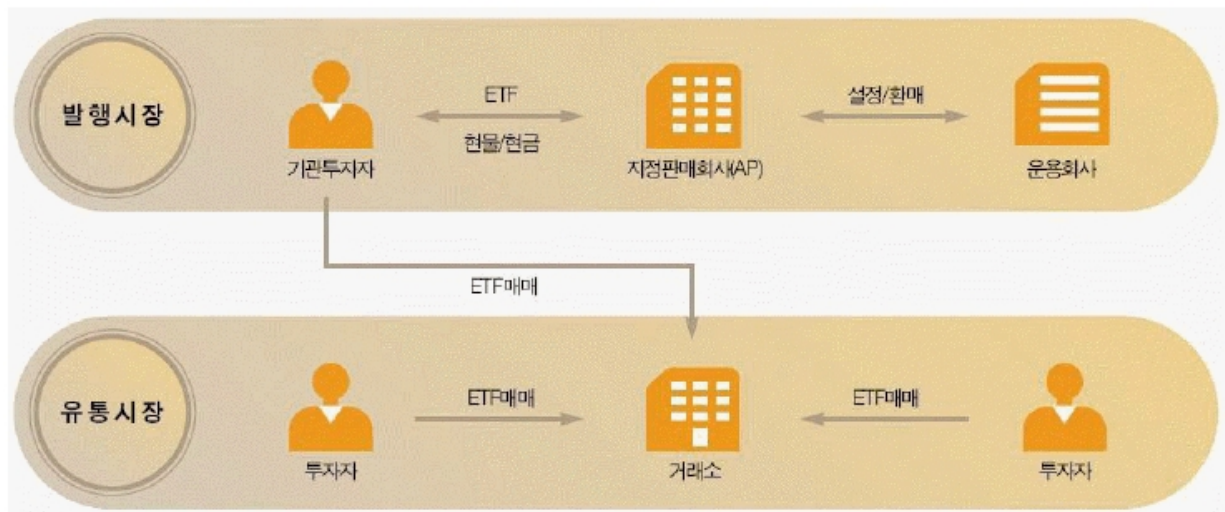 발행시장
ETF
현물/현금
설정/환매
기관투자자
지정판매회사(AP)
운용회사
ETF매매
유통시장
ETF매매
ETF매매
투자자
거래소
투자자